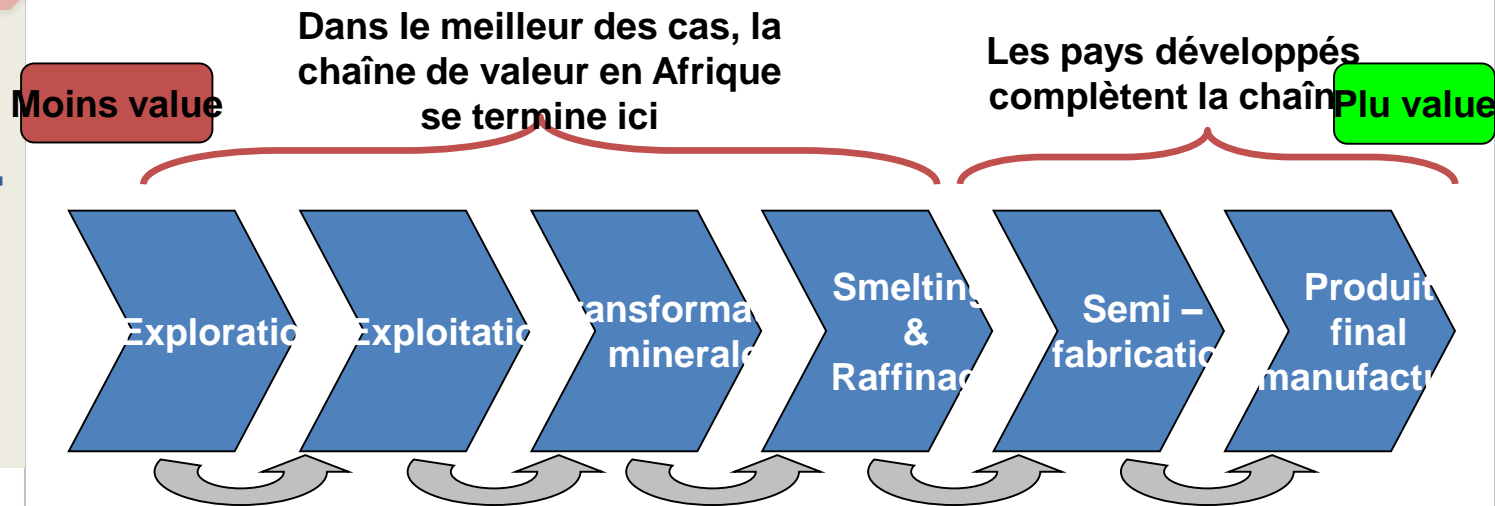 Dans le meilleur des cas, la
chaîne de valeur en Afrique
se termine ici
Les pays développés
complètent la chaîn
Moins value
Plu value
Exploratio
Exploitatio
ansforma
minerale
Smelting
&
Raffinag
Semi –
fabricatio
Produit
final
manufactu